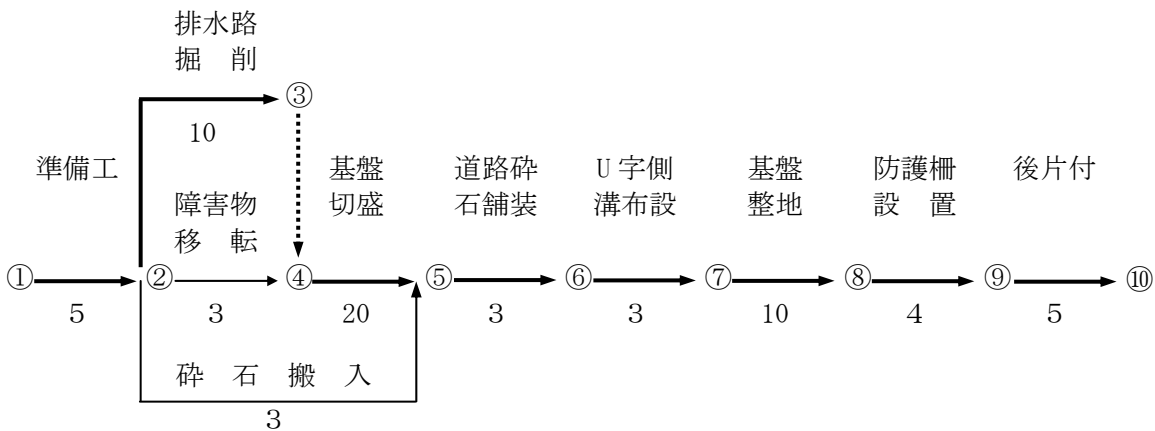 排水路
掘　削
③
10
準備工
障害物
移　転
基盤
切盛
道路砕
石舗装
U字側
溝布設
基盤
整地
防護柵
設　置
後片付
① ② ④ ⑤ ⑥ ⑦ ⑧ ⑨ ⑩
5 3 20 3 3 10 4 5
砕　石　搬　入
3